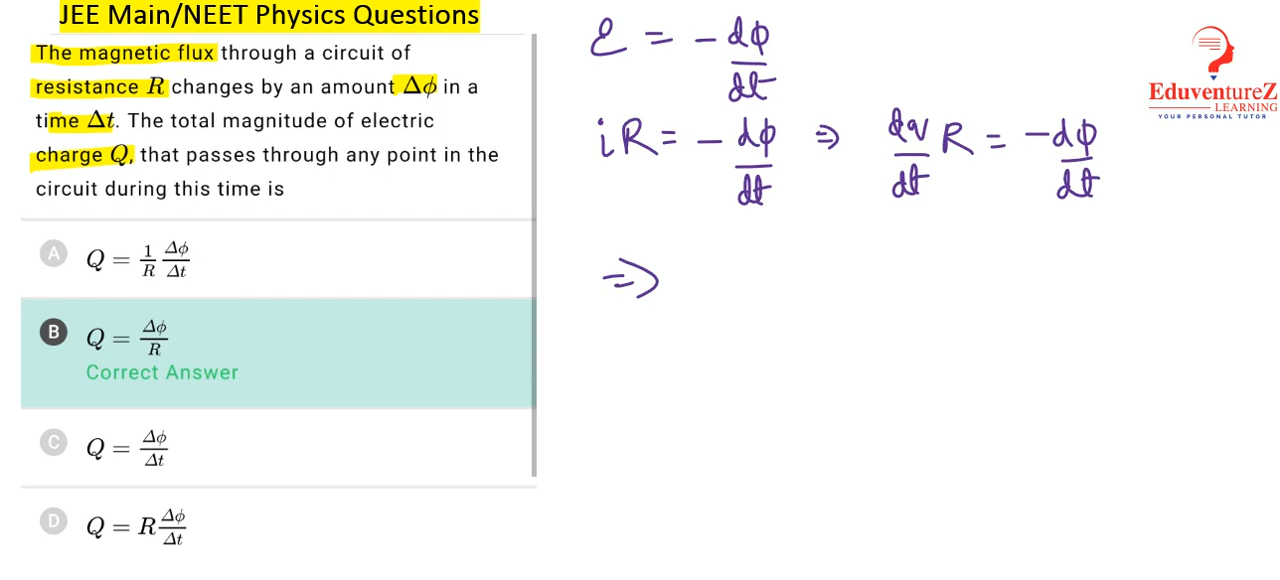 JEE Main/NEET Physics Questions
The magnetic flux through a circuit of
resistance R changes by an amount Δϕ in a
time Δt. The total magnitude of electric
charge Q, that passes through any point in the
circuit during this time is
A Q = 1/R Δϕ/Δt
B Q = Δϕ/R
Correct Answer
C Q = Δϕ/Δt
D Q = R Δϕ/Δt
ε = - dϕ/dt
iR = - dϕ/dt ⇒ dq/dt R = - dϕ/dt
⇒
EduventureZ
LEARNING
YOUR PERSONAL TUTOR